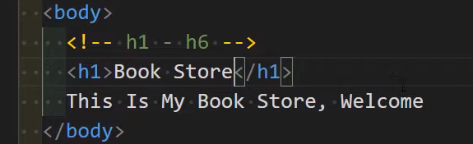 <body>
<!-- h1 - h6 -->
<h1>Book Store</h1>
This Is My Book Store, Welcome
</body>